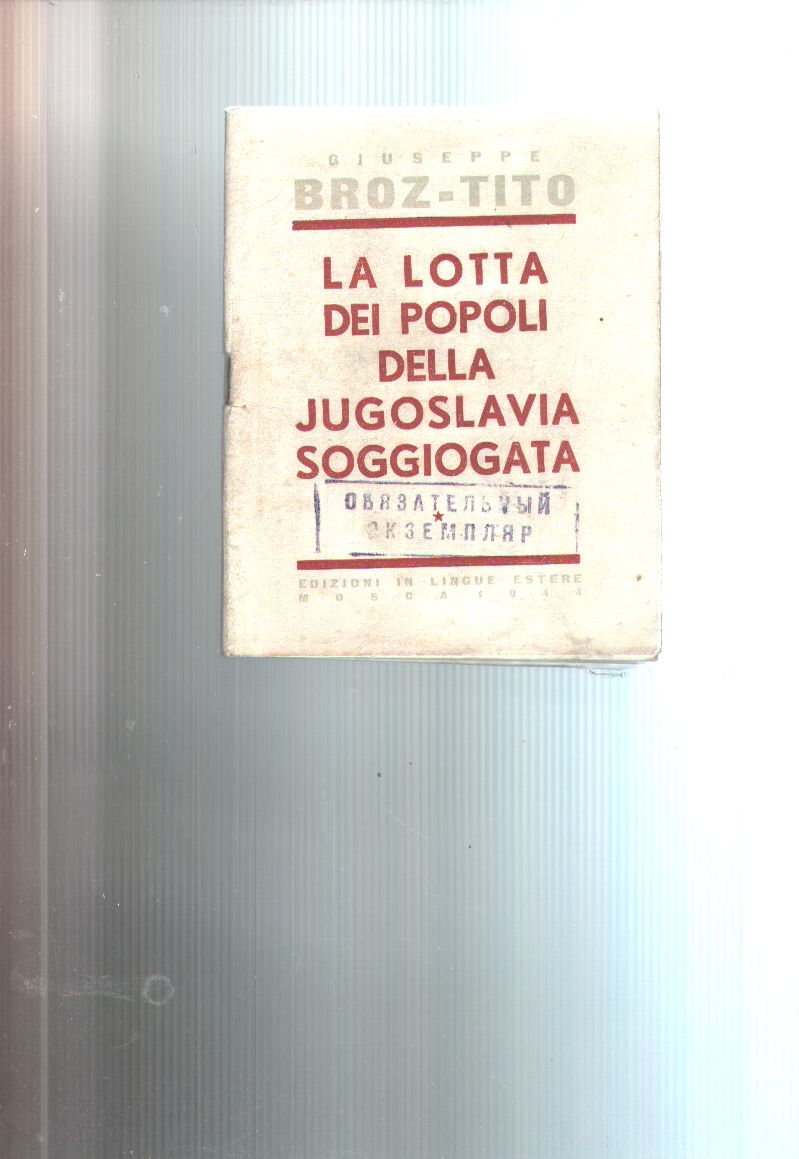 GIUSEPPE
BROZ-TITO
LA LOTTA
DEI POPOLI
DELLA
JUGOSLAVIA
SOGGIOGATA
ОБЯЗАТЕЛЬНЫЙ
ЭКЗЕМПЛЯР
EDIZIONI IN LINGUE ESTERE
MOSCA 1944